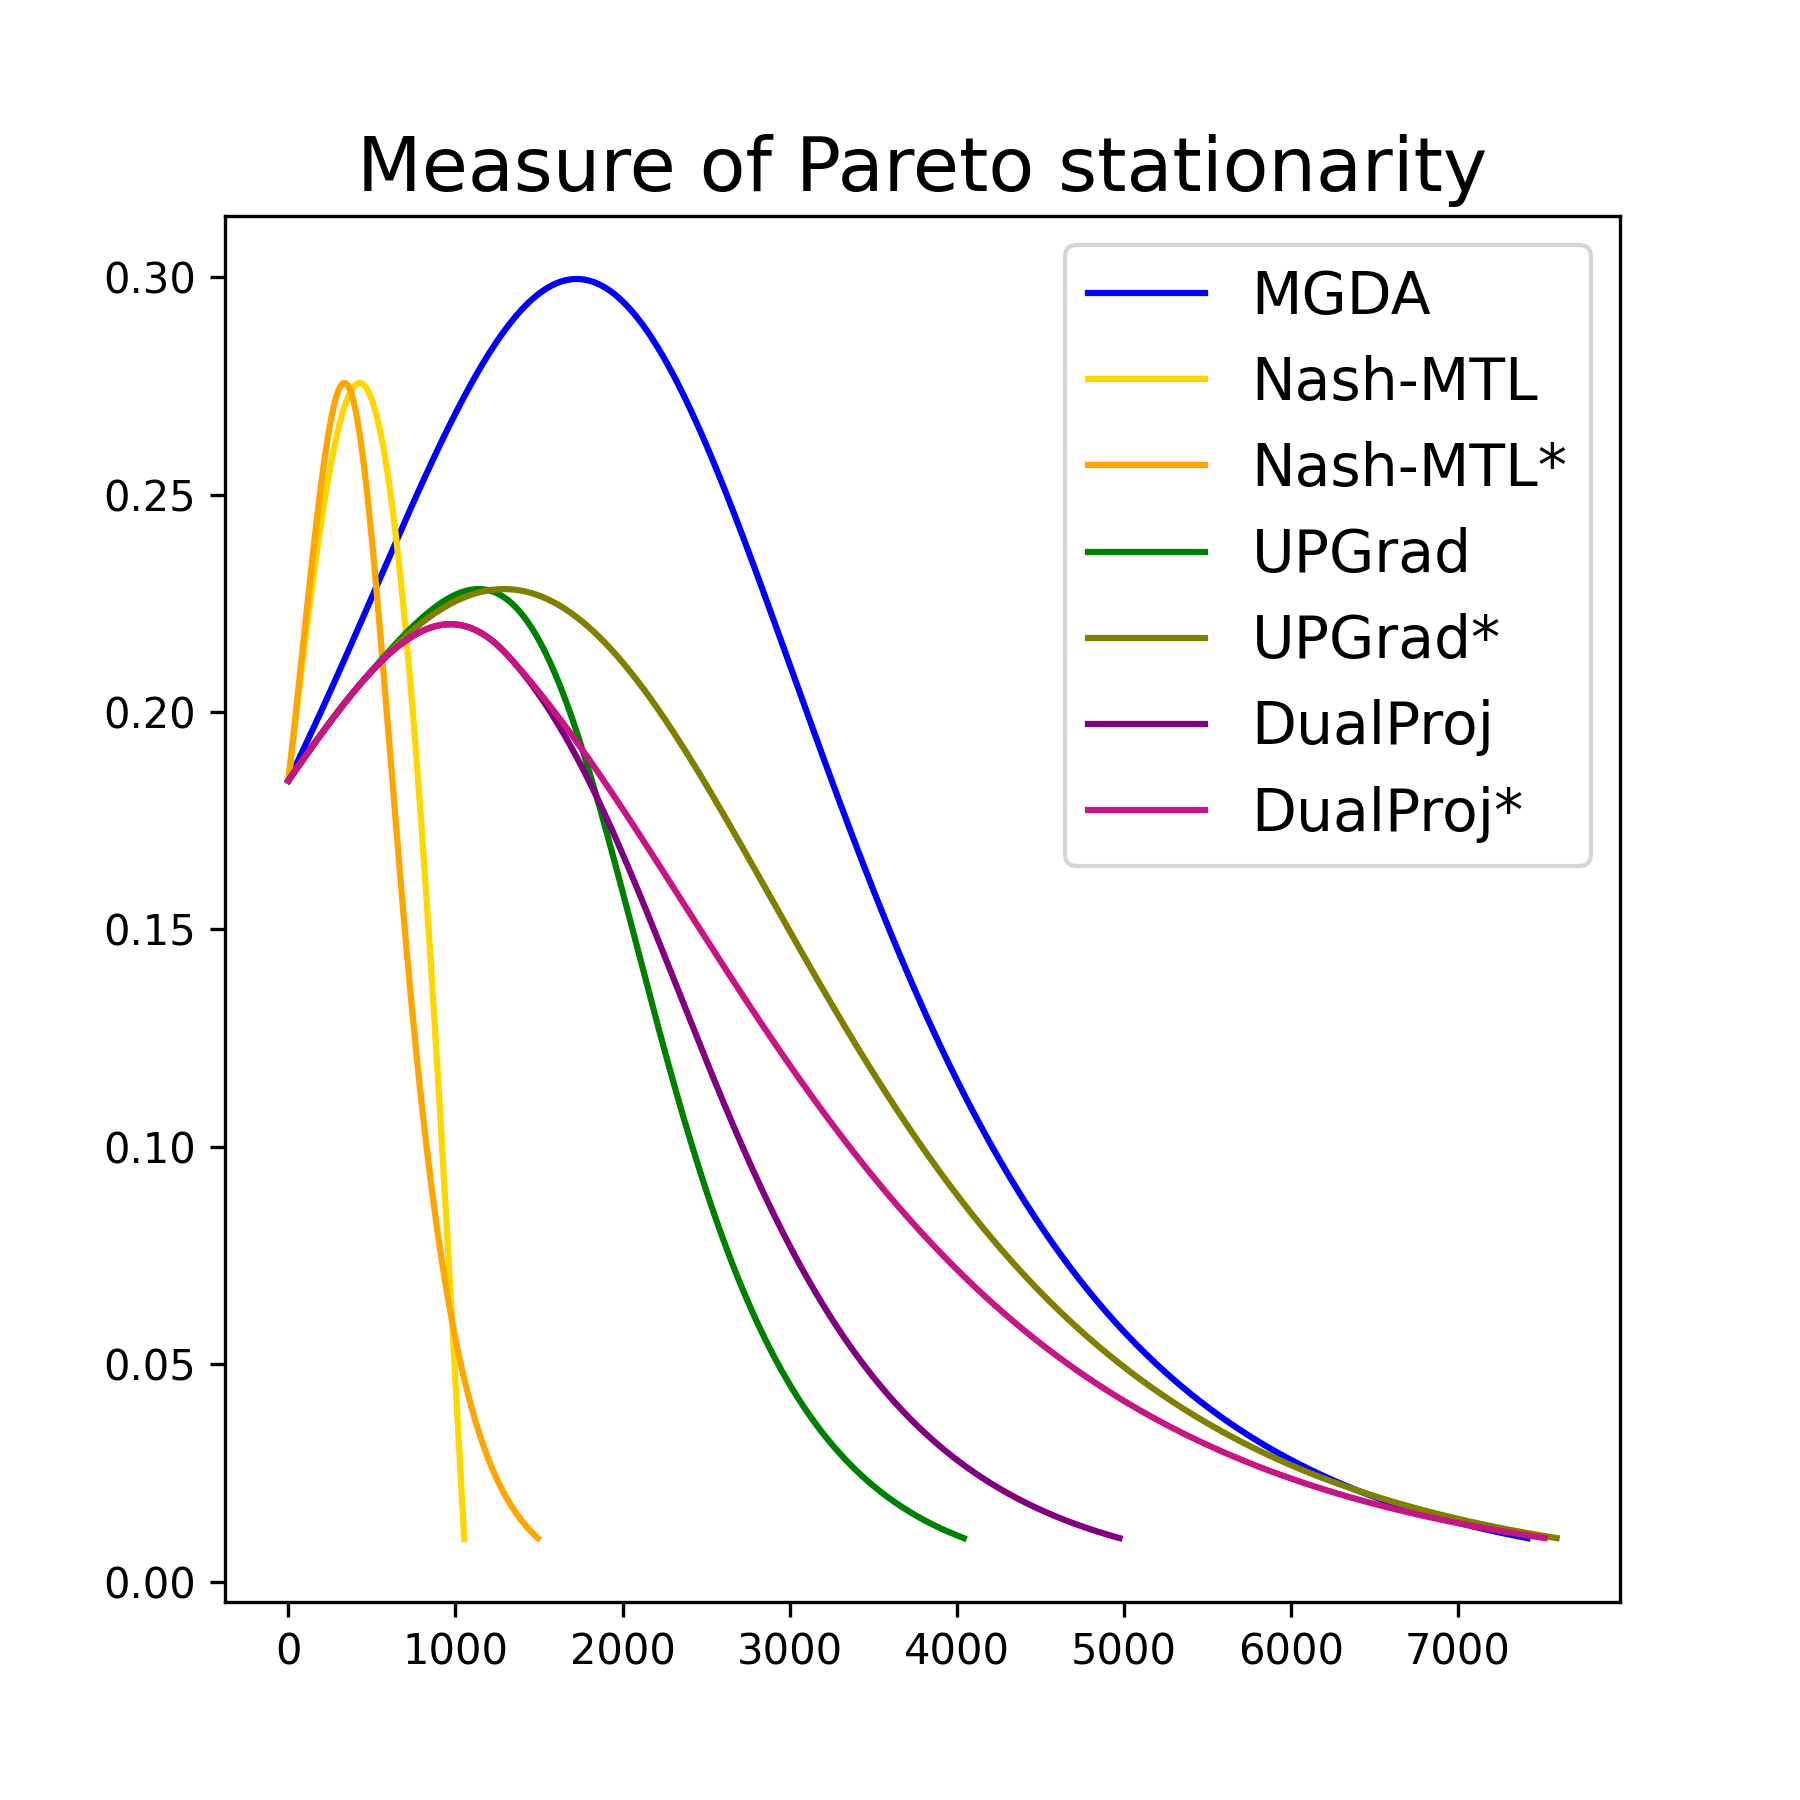 Measure of Pareto stationarity
0.30
0.25
0.20
0.15
0.10
0.05
0.00
MGDA
Nash-MTL
Nash-MTL*
UPGrad
UPGrad*
DualProj
DualProj*
0 1000 2000 3000 4000 5000 6000 7000